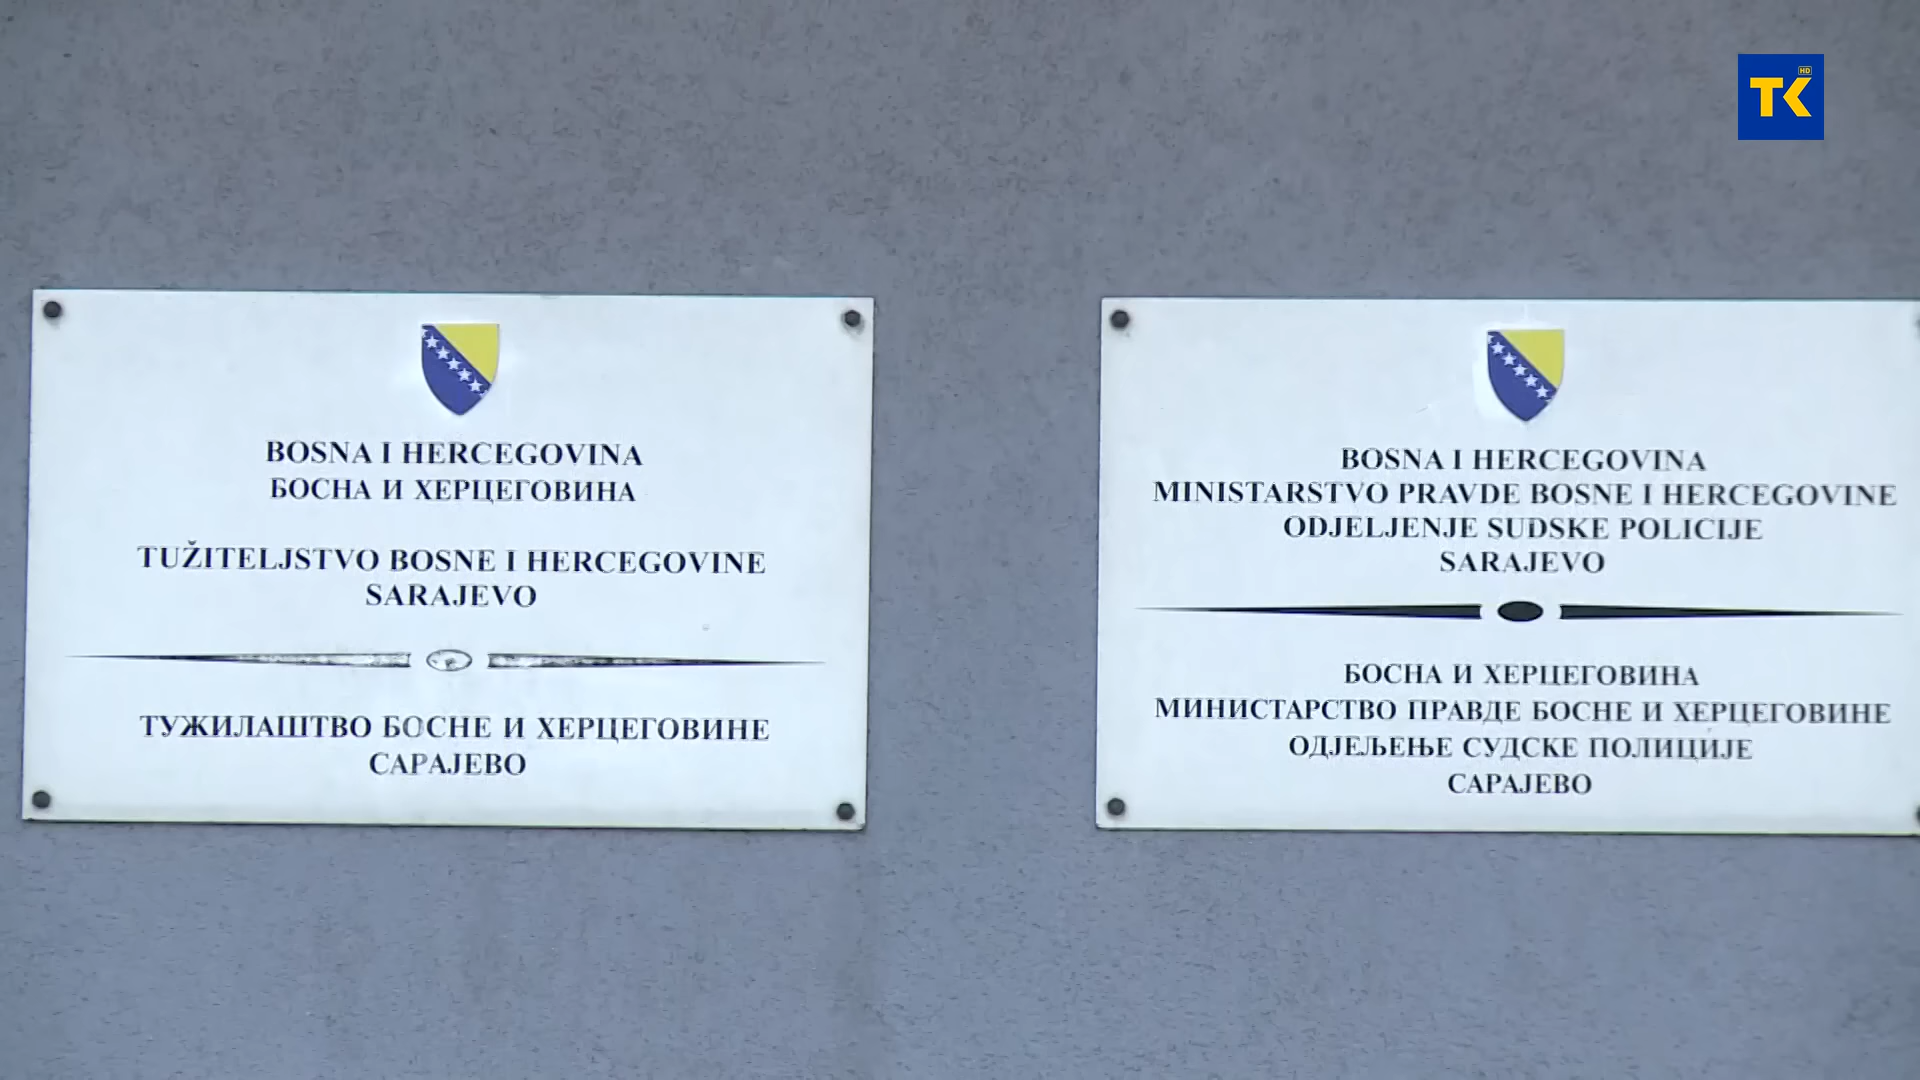 TK HD
BOSNA I HERCEGOVINA
БОСНА И ХЕРЦЕГОВИНА
TUŽITELJSTVO BOSNE I HERCEGOVINE
SARAJEVO
ТУЖИЛАШТВО БОСНЕ И ХЕРЦЕГОВИНЕ
САРАЈЕВО
BOSNA I HERCEGOVINA
MINISTARSTVO PRAVDE BOSNE I HERCEGOVINE
ODJELJENJE SUDSKE POLICIJE
SARAJEVO
БОСНА И ХЕРЦЕГОВИНА
МИНИСТАРСТВО ПРАВДЕ БОСНЕ И ХЕРЦЕГОВИНЕ
ОДЈЕЉЕЊЕ СУДСКЕ ПОЛИЦИЈЕ
САРАЈЕВО